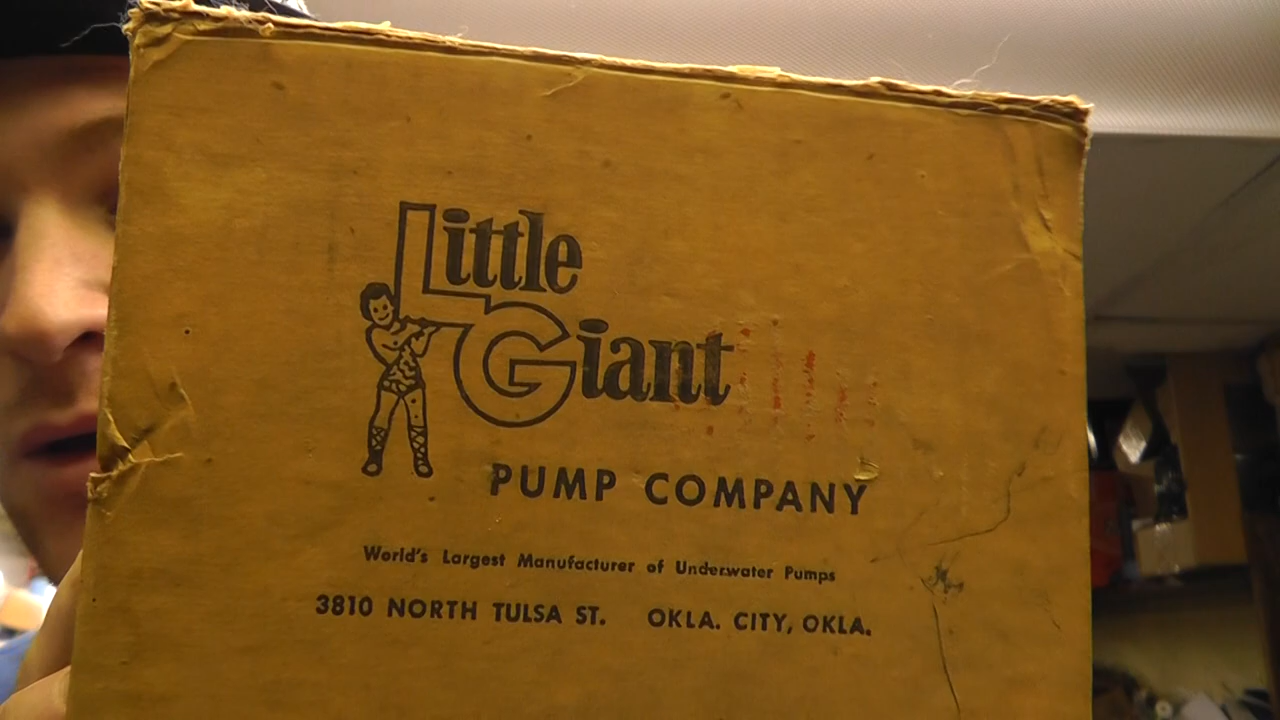 Little
Giant
PUMP COMPANY
World's Largest Manufacturer of Underwater Pumps
3810 NORTH TULSA ST. OKLA. CITY, OKLA.